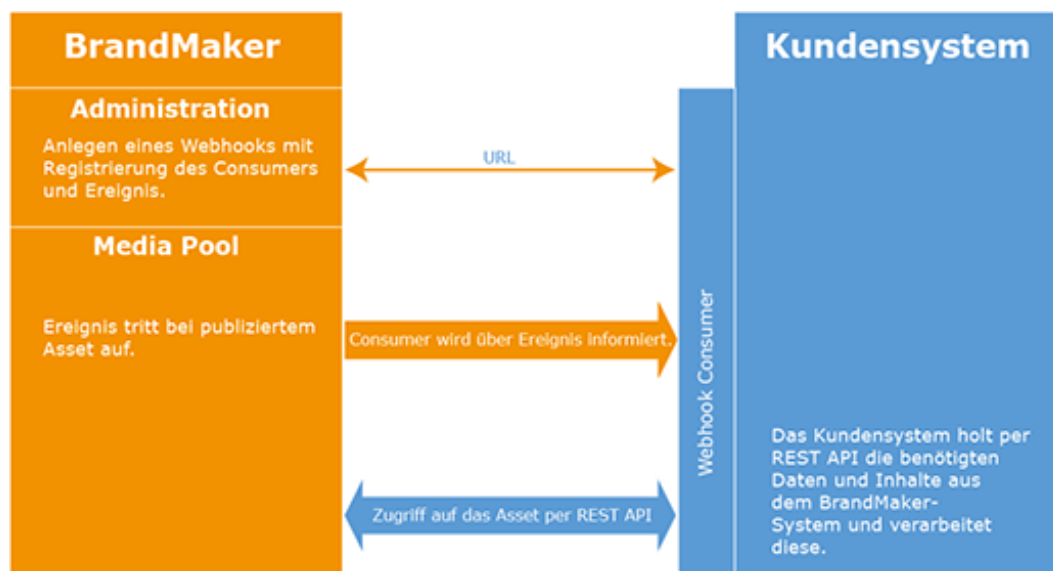 BrandMaker
Kundensystem
Administration
Anlegen eines Webhooks mit
Registrierung des Consumers
und Ereignis.
URL
Media Pool
Ereignis tritt bei publiziertem
Asset auf.
Consumer wird über Ereignis informiert.
Webhook Consumer
Zugriff auf das Asset per REST API
Das Kundensystem holt per
REST API die benötigten
Daten und Inhalte aus
dem BrandMaker-
System und verarbeitet
diese.